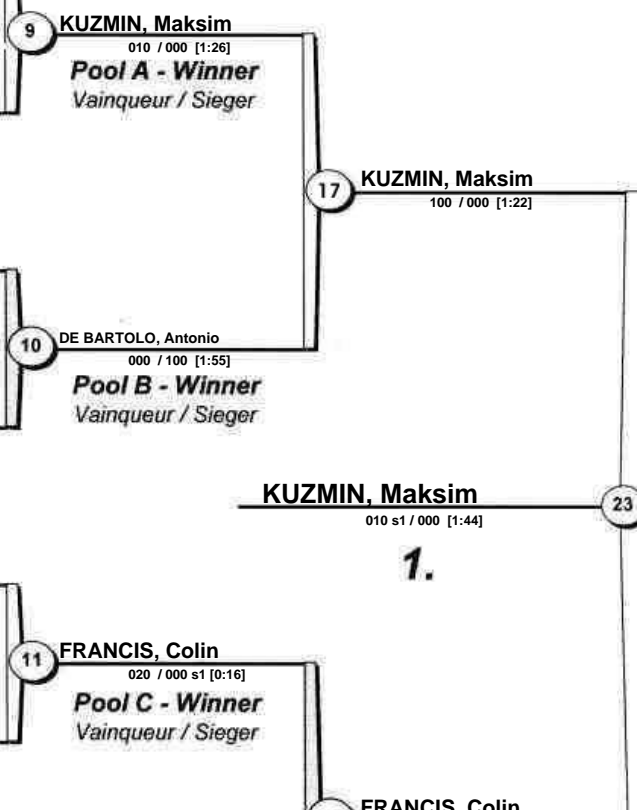 9
KUZMIN, Maksim
010 / 000 [1:26]
Pool A - Winner
Vainqueur / Sieger
17
KUZMIN, Maksim
100 / 000 [1:22]
10
DE BARTOLO, Antonio
000 / 100 [1:55]
Pool B - Winner
Vainqueur / Sieger
KUZMIN, Maksim
010 s1 / 000 [1:44]
23
1.
11
FRANCIS, Colin
020 / 000 s1 [0:16]
Pool C - Winner
Vainqueur / Sieger
FRANCIS, Colin